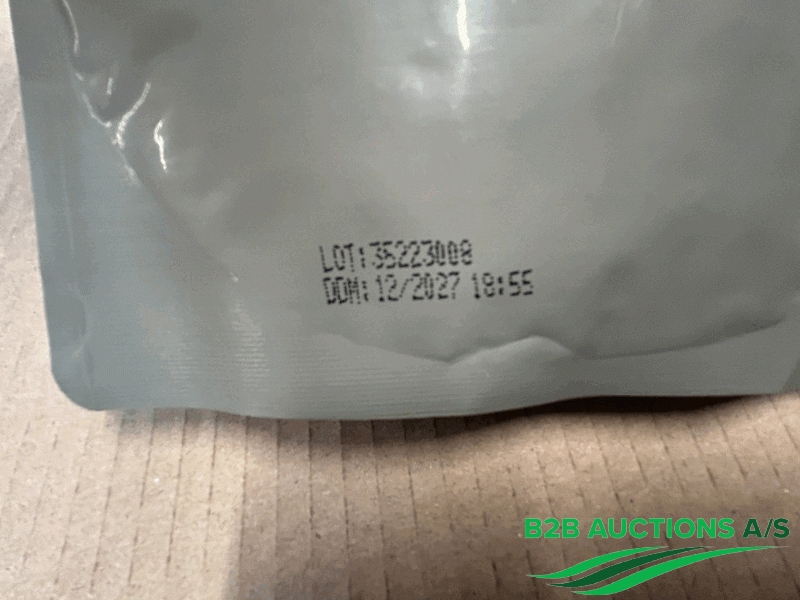 LOT:35223008
DDM:12/2027 18:55
B2B AUCTIONS A/S